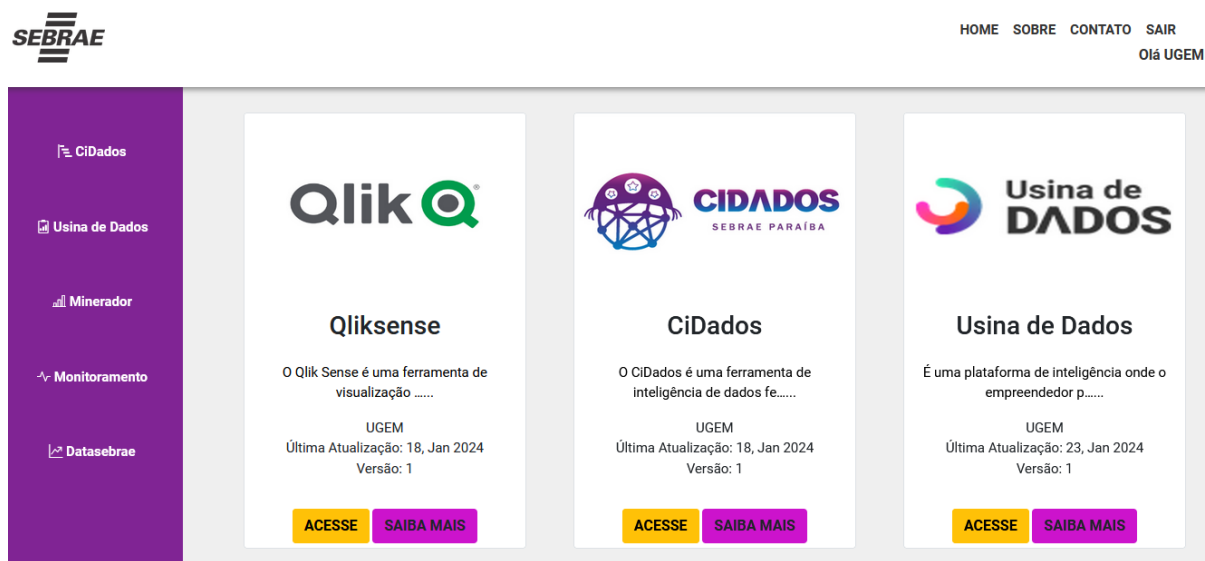 SEBRAE
HOME SOBRE CONTATO SAIR
Olá UGEM
CiDados
Usina de Dados
Minerador
Monitoramento
Datasebrae
Qlik
Qliksense
O Qlik Sense é uma ferramenta de
visualização ......
UGEM
Última Atualização: 18, Jan 2024
Versão: 1
ACESSE SAIBA MAIS
CIDADOS
SEBRAE PARAÍBA
CiDados
O CiDados é uma ferramenta de
inteligência de dados fe......
UGEM
Última Atualização: 18, Jan 2024
Versão: 1
ACESSE SAIBA MAIS
Usina de
DADOS
Usina de Dados
É uma plataforma de inteligência onde o
empreendedor p......
UGEM
Última Atualização: 23, Jan 2024
Versão: 1
ACESSE SAIBA MAIS